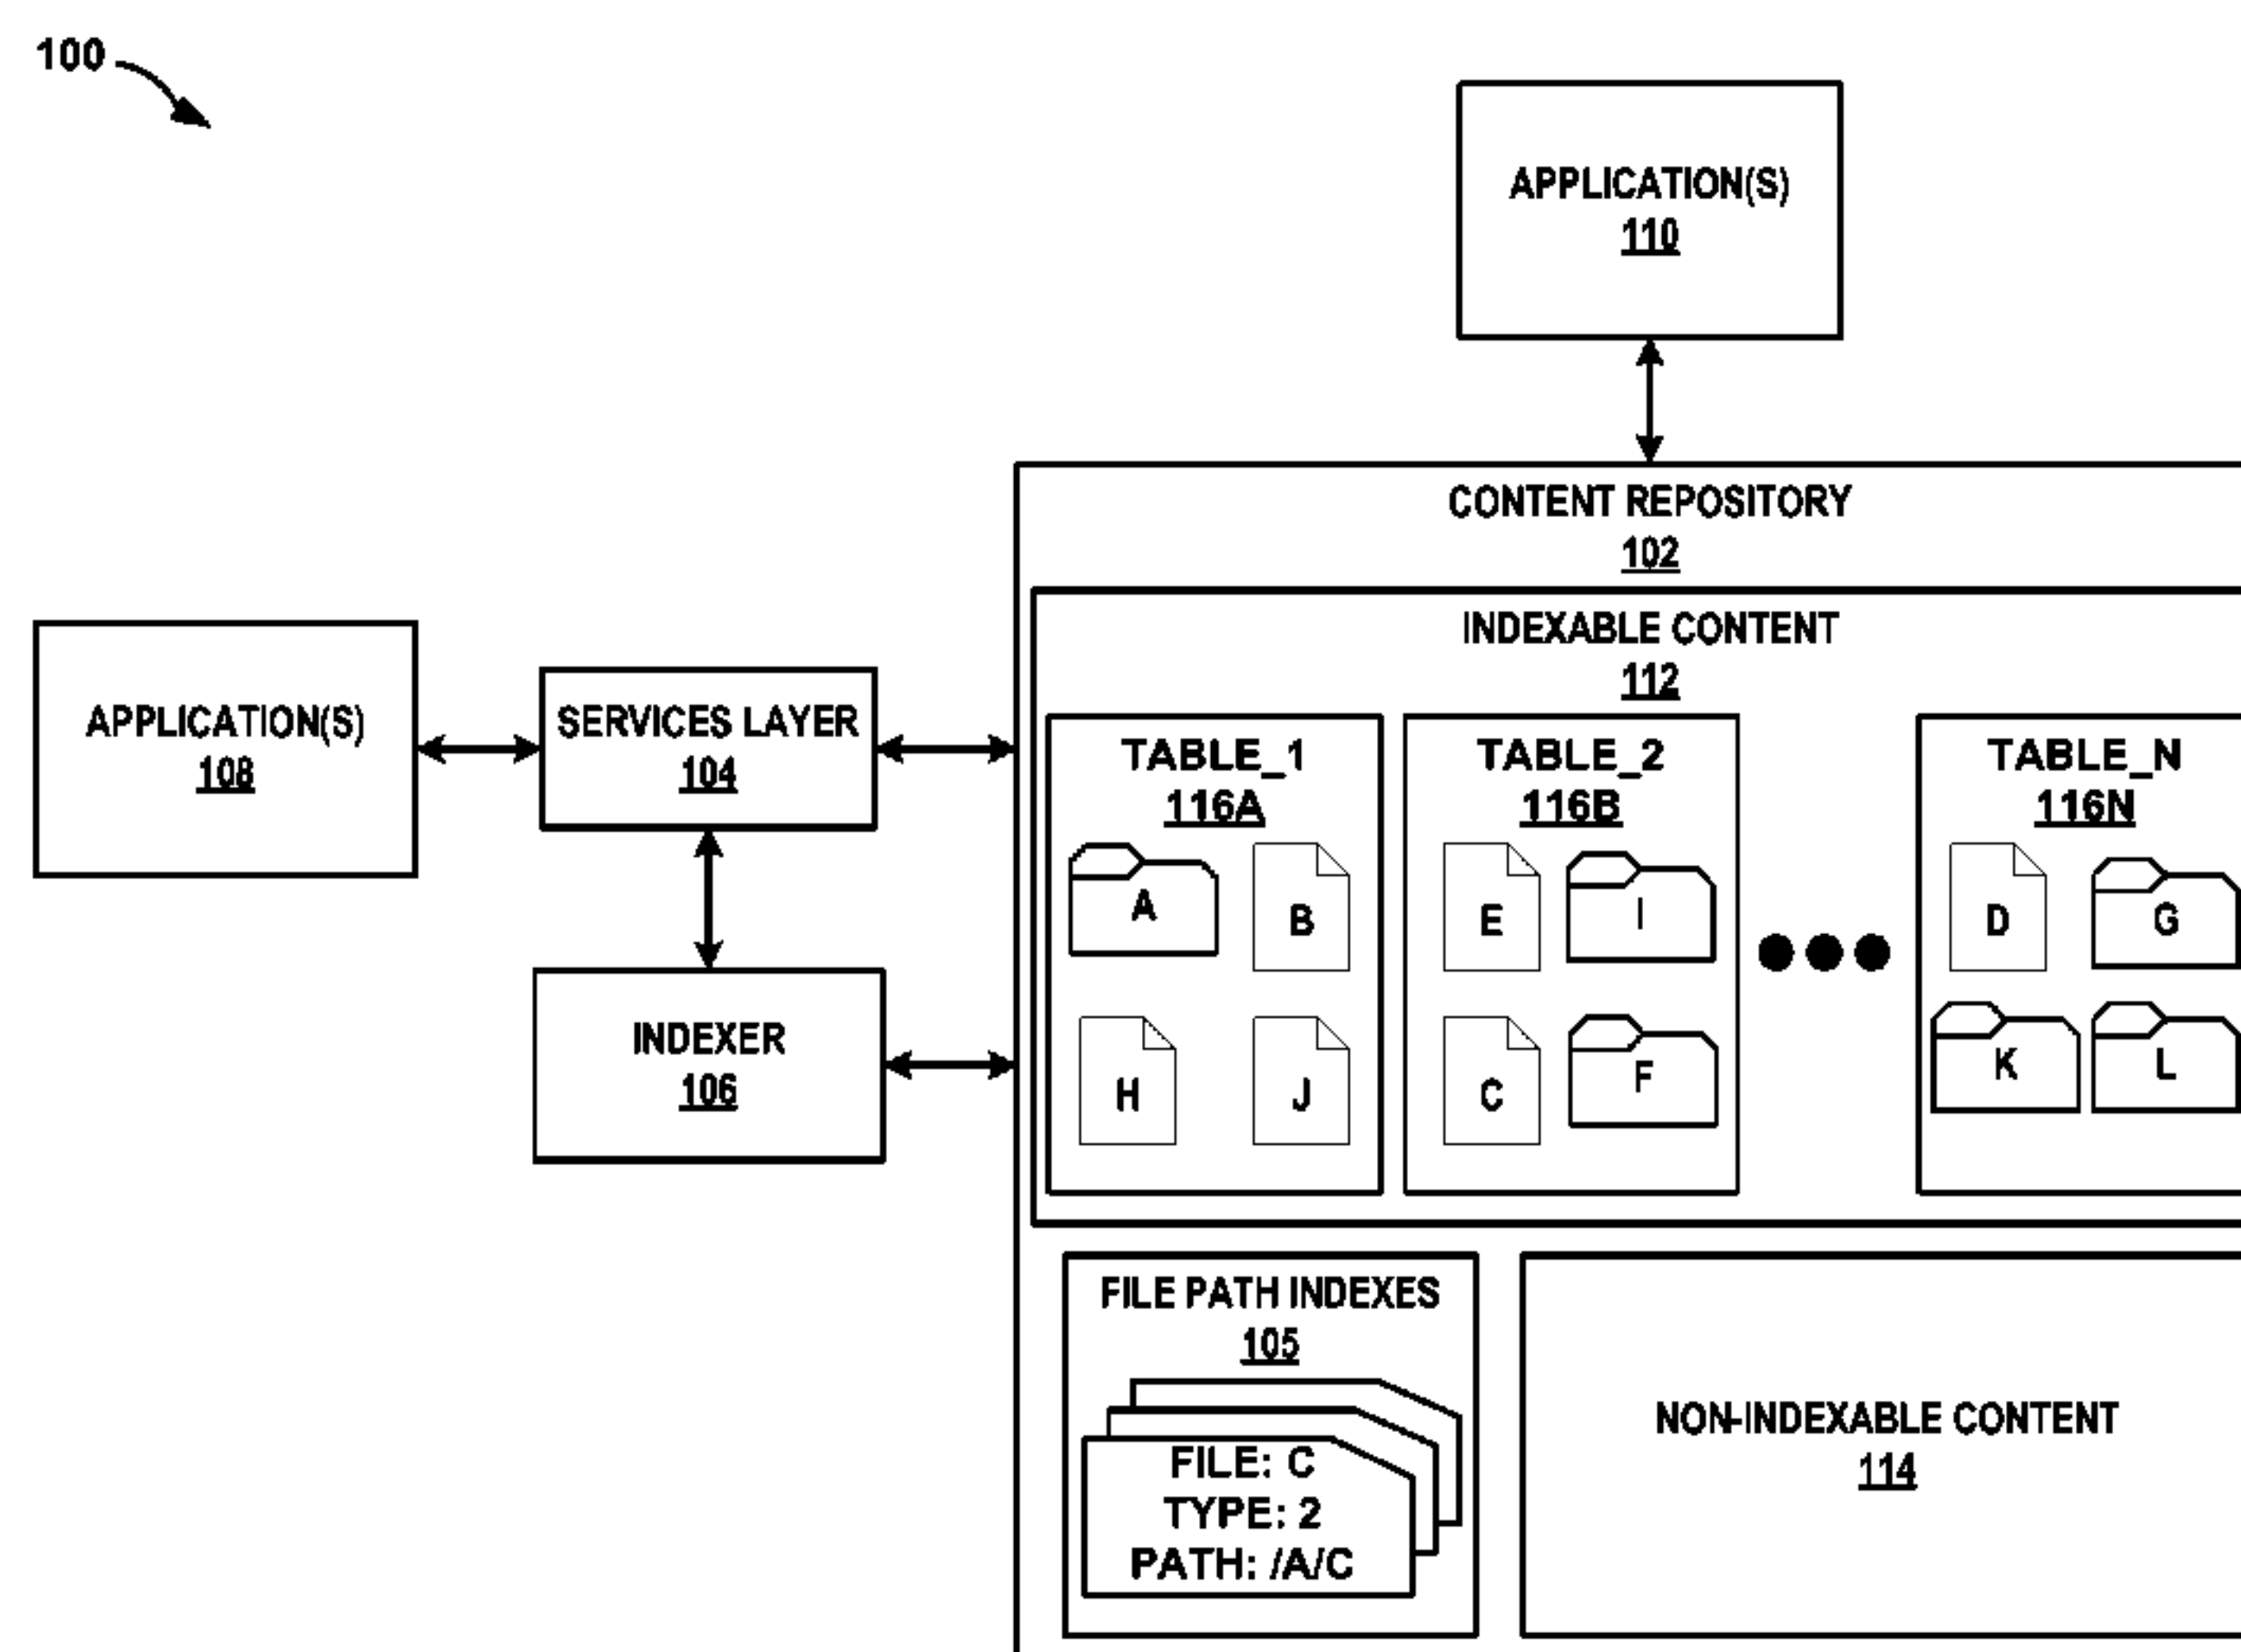 100
APPLICATION(S)
110
CONTENT REPOSITORY
102
INDEXABLE CONTENT
112
APPLICATION(S)
108
SERVICES LAYER
104
INDEXER
106
TABLE_1
116A
A
B
H
J
TABLE_2
116B
E
I
C
F
TABLE_N
116N
D
G
K
L
FILE PATH INDEXES
105
FILE: C
TYPE: 2
PATH: /A/C
NON-INDEXABLE CONTENT
114